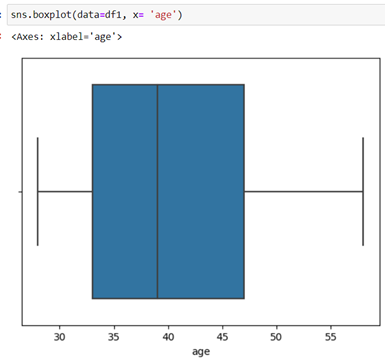 sns.boxplot(data=df1, x= 'age')
<Axes: xlabel='age'>
30 35 40 45 50 55
age